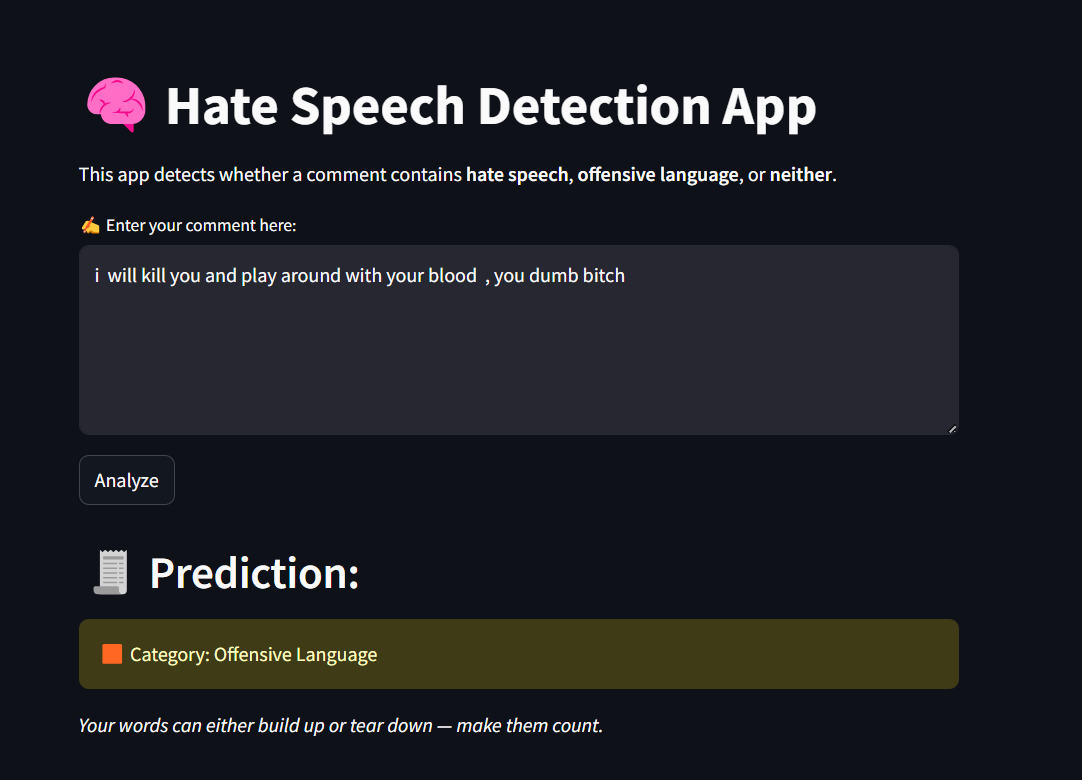 🧠 Hate Speech Detection App
This app detects whether a comment contains hate speech, offensive language, or neither.
✍️ Enter your comment here:
i  will kill you and play around with your blood  , you dumb bitch
Analyze
🧾 Prediction:
🟧 Category: Offensive Language
Your words can either build up or tear down — make them count.